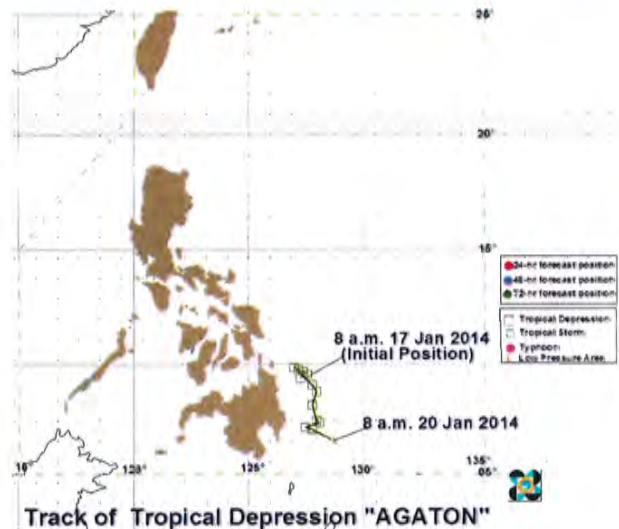 25°
20°
15°
24-hr forecast position
48-hr forecast position
72-hr forecast position
Tropical Depression
Tropical Storm
Typhoon
Low Pressure Area
8 a.m. 17 Jan 2014
(Initial Position)
8 a.m. 20 Jan 2014
125°
130°
135°
05°
Track of Tropical Depression "AGATON"